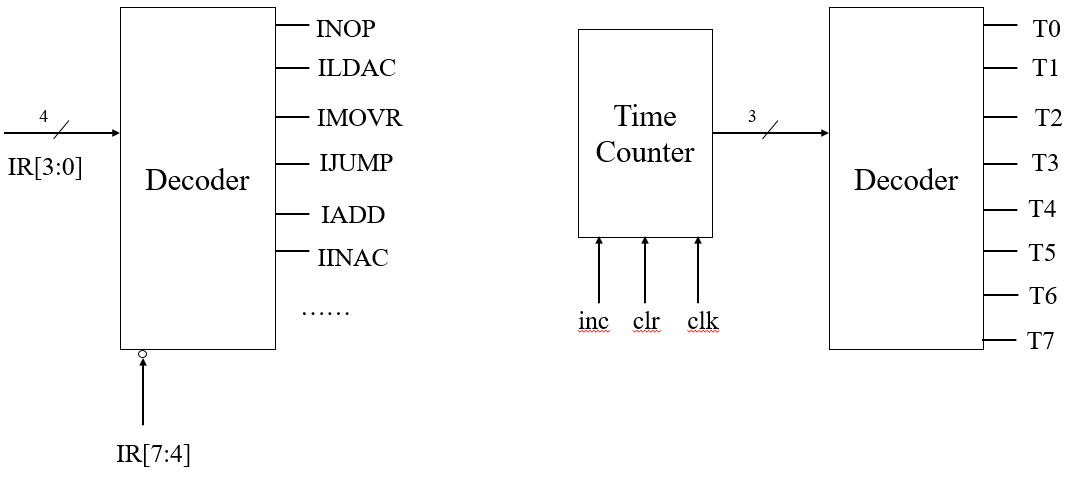 4
IR[3:0]
Decoder
INOP
ILDAC
IMOVR
IJUMP
IADD
IINAC
......
IR[7:4]
Time
Counter
inc clr clk
3
Decoder
T0
T1
T2
T3
T4
T5
T6
T7